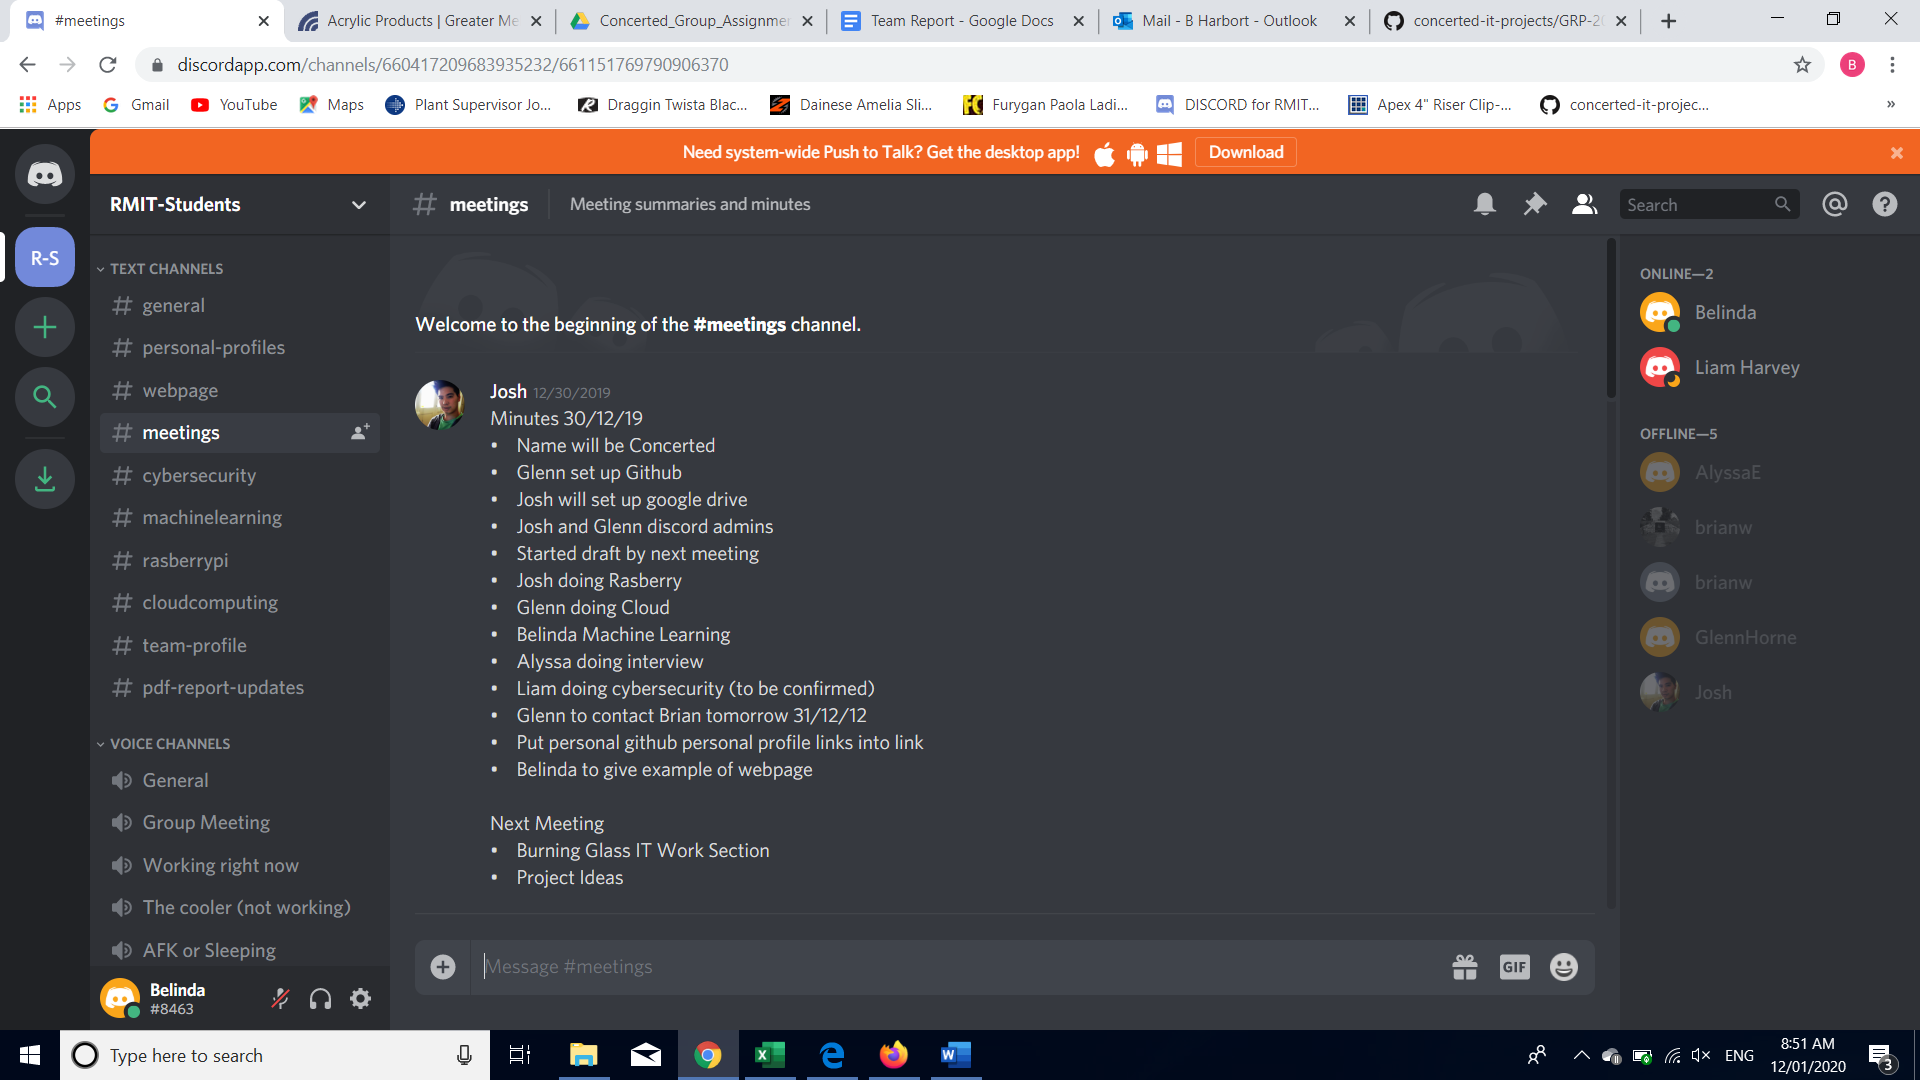 #meetings
Acrylic Products | Greater Me
Concerted_Group_Assignmen
Team Report - Google Docs
Mail - B Harbort - Outlook
concerted-it-projects/GRP-20
discordapp.com/channels/660417209683935232/661151769790906370
B
Apps
Gmail
YouTube
Maps
Plant Supervisor Jo...
Draggin Twista Blac...
Dainese Amelia Sli...
Furygan Paola Ladi...
DISCORD for RMIT...
Apex 4" Riser Clip-...
concerted-it-projec...
»
Need system-wide Push to Talk? Get the desktop app!
Download
RMIT-Students
meetings
Meeting summaries and minutes
Search
R-S
TEXT CHANNELS
general
personal-profiles
webpage
meetings
cybersecurity
machinelearning
rasberrypi
cloudcomputing
team-profile
pdf-report-updates
VOICE CHANNELS
General
Group Meeting
Working right now
The cooler (not working)
AFK or Sleeping
Belinda
#8463
Welcome to the beginning of the #meetings channel.
Josh 12/30/2019
Minutes 30/12/19
• Name will be Concerted
• Glenn set up Github
• Josh will set up google drive
• Josh and Glenn discord admins
• Started draft by next meeting
• Josh doing Rasberry
• Glenn doing Cloud
• Belinda Machine Learning
• Alyssa doing interview
• Liam doing cybersecurity (to be confirmed)
• Glenn to contact Brian tomorrow 31/12/12
• Put personal github personal profile links into link
• Belinda to give example of webpage
Next Meeting
• Burning Glass IT Work Section
• Project Ideas
Message #meetings
GIF
ONLINE—2
Belinda
Liam Harvey
OFFLINE—5
AlyssaE
brianw
brianw
GlennHorne
Josh
Type here to search
ENG
8:51 AM
12/01/2020
3